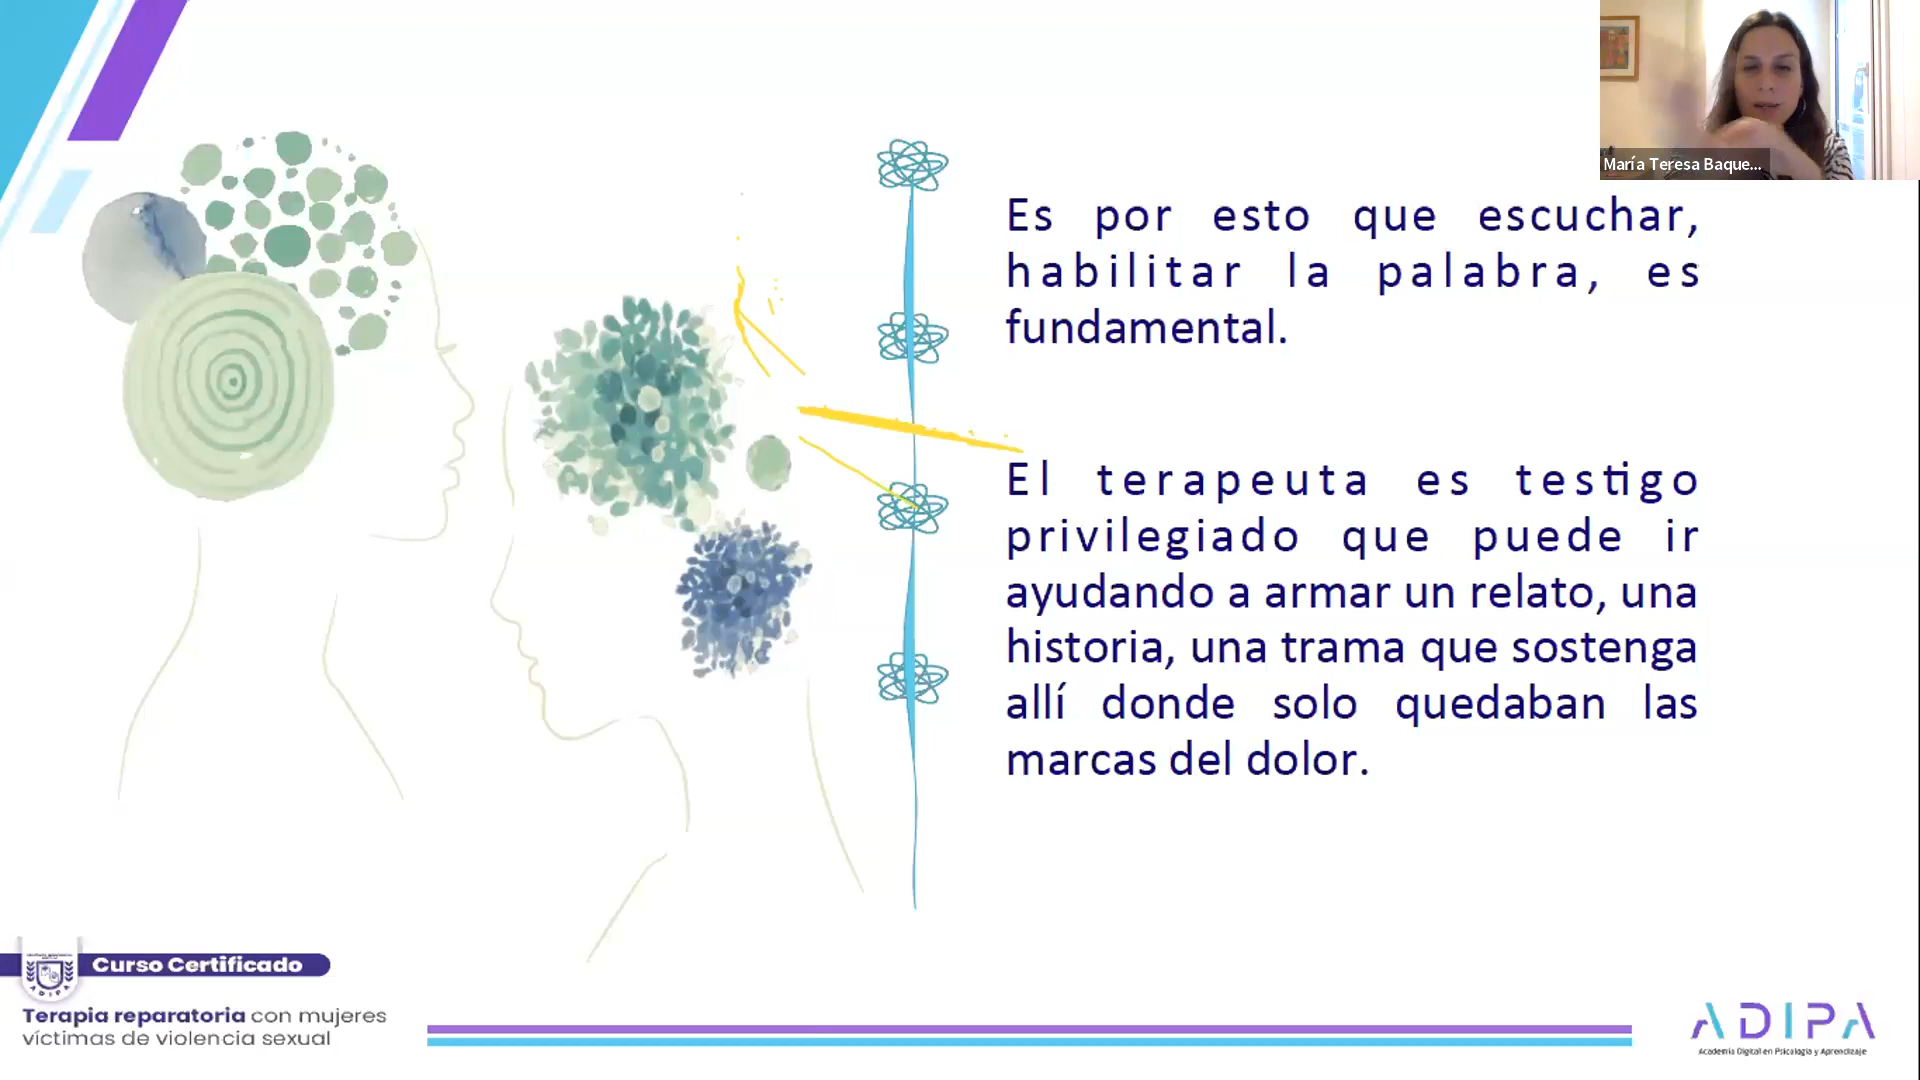 María Teresa Baque...
Es por esto que escuchar,
habilitar la palabra, es
fundamental.
El terapeuta es testigo
privilegiado que puede ir
ayudando a armar un relato, una
historia, una trama que sostenga
allí donde solo quedaban las
marcas del dolor.
ADIPA
Curso Certificado
Terapia reparatoria con mujeres
víctimas de violencia sexual
ADIPA
Academia Digital en Psicología y Aprendizaje